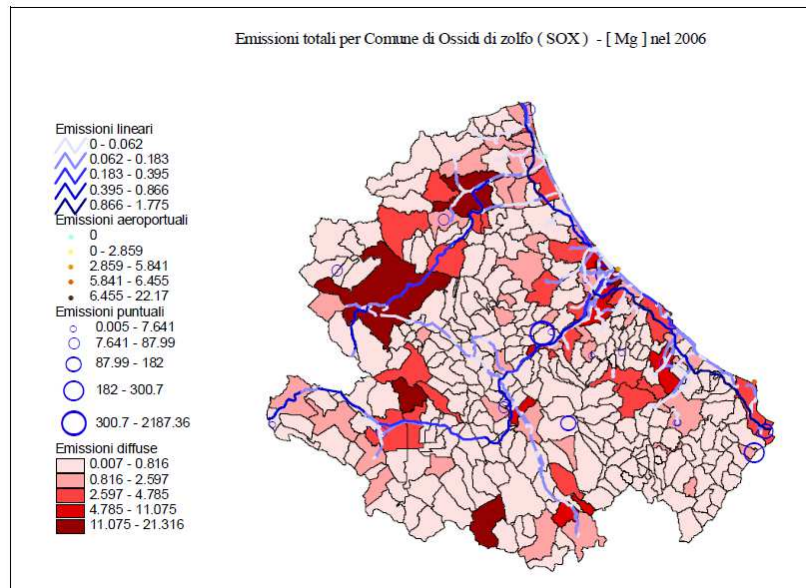 Emissioni totali per Comune di Ossidi di zolfo ( SOX ) - [ Mg ] nel 2006
Emissioni lineari
0 - 0.062
0.062 - 0.183
0.183 - 0.395
0.395 - 0.866
0.866 - 1.775
Emissioni aeroportuali
0
0 - 2.859
2.859 - 5.841
5.841 - 6.455
6.455 - 22.17
Emissioni puntuali
0.005 - 7.641
7.641 - 87.99
87.99 - 182
182 - 300.7
300.7 - 2187.36
Emissioni diffuse
0.007 - 0.816
0.816 - 2.597
2.597 - 4.785
4.785 - 11.075
11.075 - 21.316